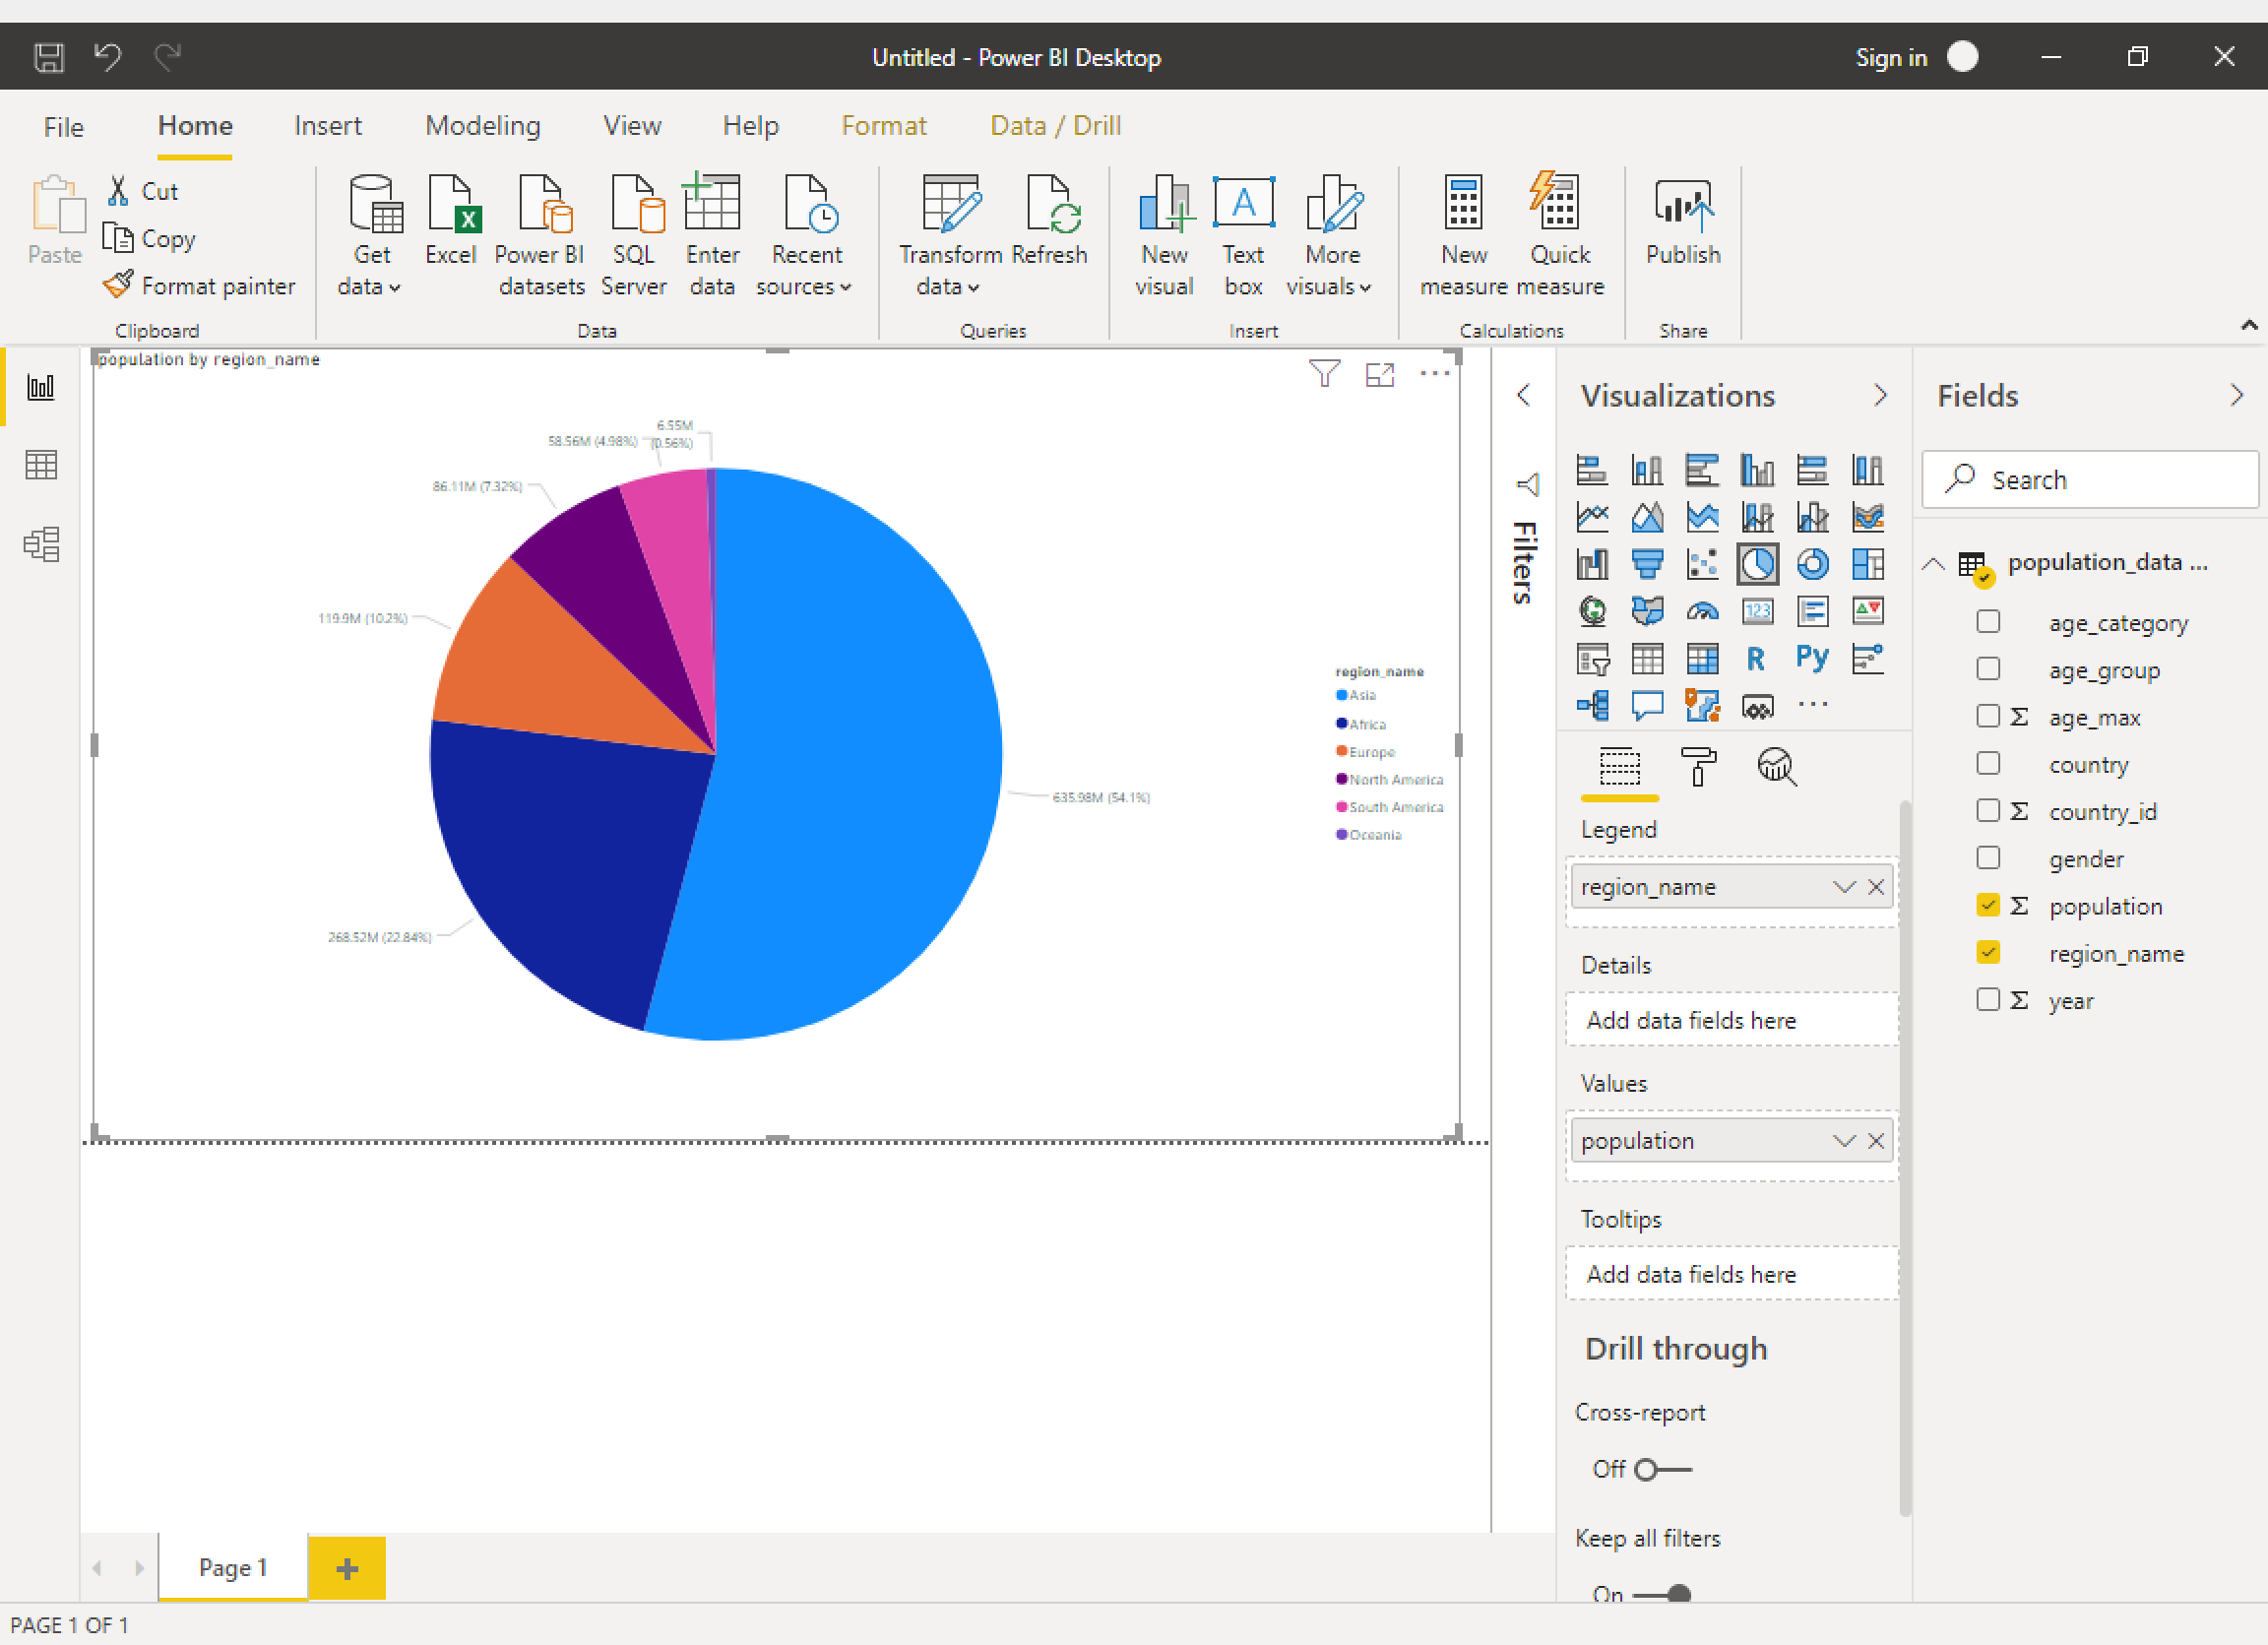 Untitled - Power BI Desktop
Sign in
File Home Insert Modeling View Help Format Data / Drill
Paste
Cut
Copy
Format painter
Clipboard
Get data
Excel
Power BI datasets
SQL Server
Enter data
Recent sources
Data
Transform data
Refresh
Queries
New visual
Text box
More visuals
Insert
New measure
Quick measure
Calculations
Publish
Share
population by region_name
6.55M
(0.56%)
58.56M (4.98%)
86.11M (7.32%)
119.9M (10.2%)
268.52M (22.84%)
635.98M (54.1%)
region_name
Asia
Africa
Europe
North America
South America
Oceania
Filters
Visualizations
123
R
Py
Legend
region_name
Details
Add data fields here
Values
population
Tooltips
Add data fields here
Drill through
Cross-report
Off
Keep all filters
On
Fields
Search
population_data ...
age_category
age_group
Σ age_max
country
Σ country_id
gender
Σ population
region_name
Σ year
Page 1
PAGE 1 OF 1